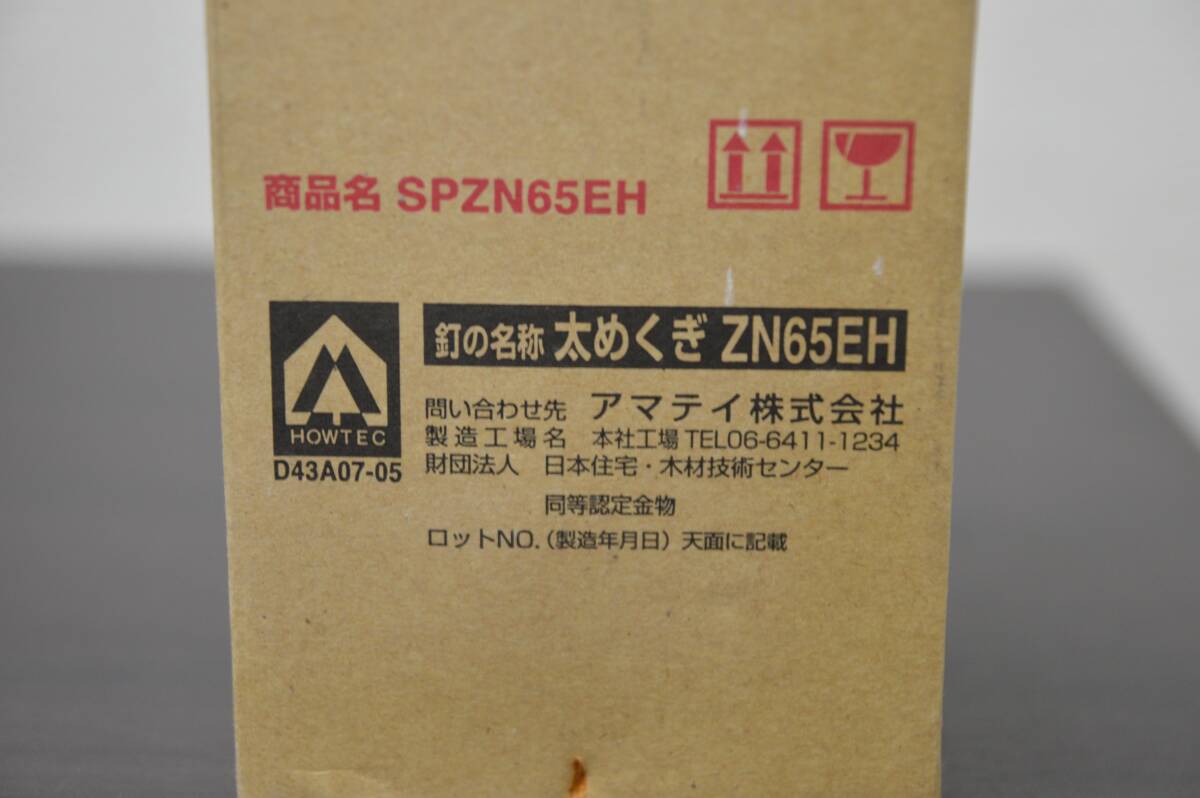 商品名 SPZN65EH
釘の名称 太めくぎ ZN65EH
HOWTEC
D43A07-05
問い合わせ先 アマテイ株式会社
製造工場名 本社工場 TEL06-6411-1234
財団法人 日本住宅・木材技術センター
同等認定金物
ロットNO.(製造年月日) 天面に記載